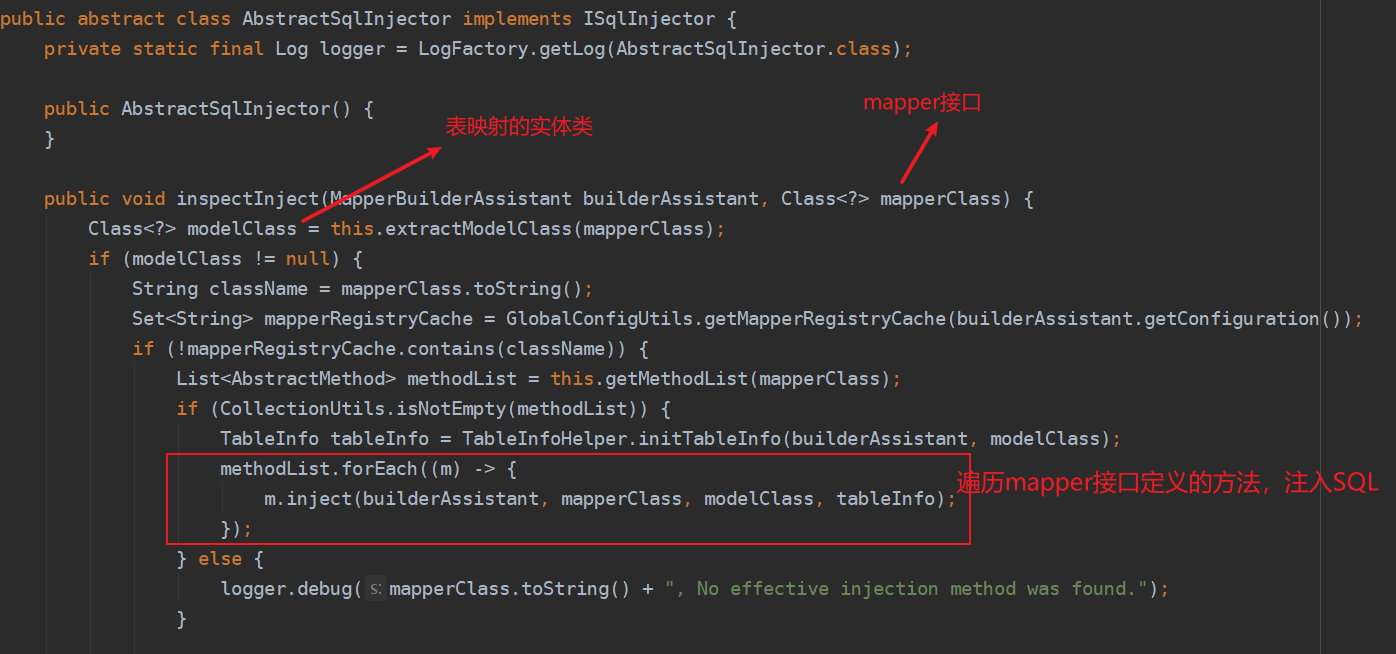 public abstract class AbstractSqlInjector implements ISqlInjector {
private static final Log logger = LogFactory.getLog(AbstractSqlInjector.class);
mapper接口
public AbstractSqlInjector() {
表映射的实体类
}
public void inspectInject(MapperBuilderAssistant builderAssistant, Class<?> mapperClass) {
Class<?> modelClass = this.extractModelClass(mapperClass);
if (modelClass != null) {
String className = mapperClass.toString();
Set<String> mapperRegistryCache = GlobalConfigUtils.getMapperRegistryCache(builderAssistant.getConfiguration());
if (!mapperRegistryCache.contains(className)) {
List<AbstractMethod> methodList = this.getMethodList(mapperClass);
if (CollectionUtils.isNotEmpty(methodList)) {
TableInfo tableInfo = TableInfoHelper.initTableInfo(builderAssistant, modelClass);
methodList.forEach((m) -> {
m.inject(builderAssistant, mapperClass, modelClass, tableInfo);
遍历mapper接口定义的方法，注入SQL
});
} else {
logger.debug( s: mapperClass.toString() + ", No effective injection method was found.");
}